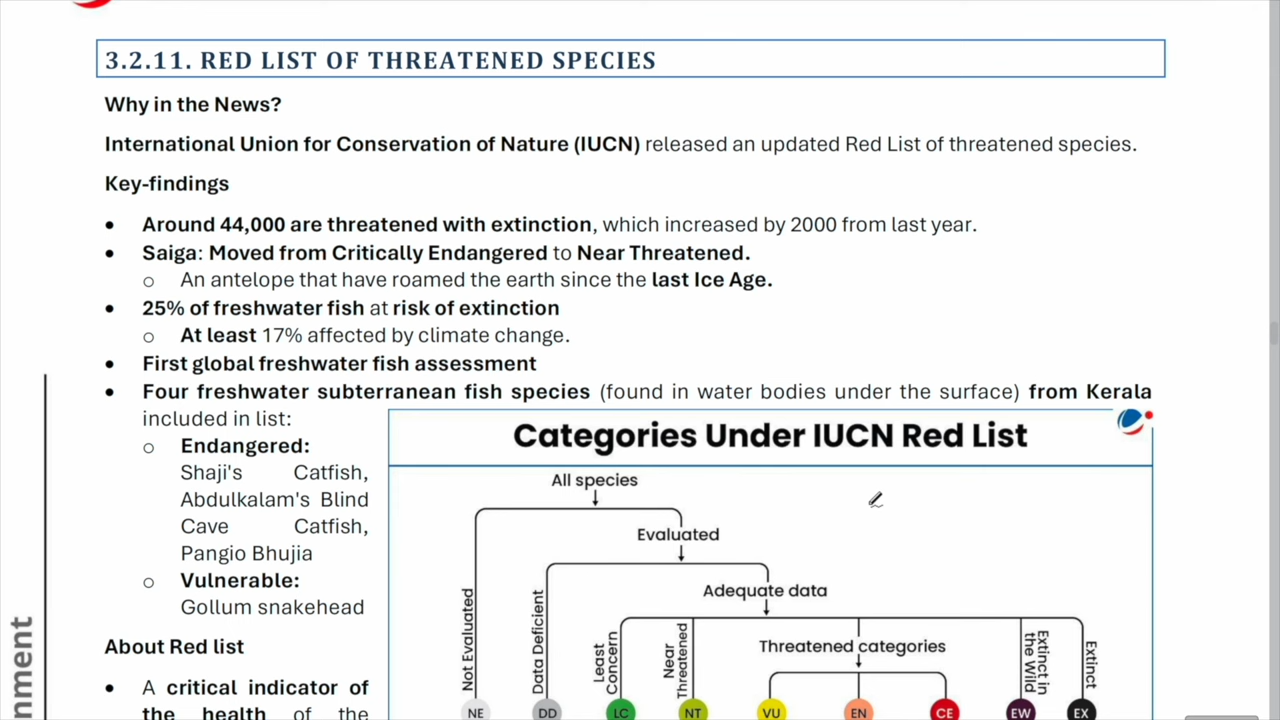 3.2.11. RED LIST OF THREATENED SPECIES
Why in the News?
International Union for Conservation of Nature (IUCN) released an updated Red List of threatened species.
Key-findings
• Around 44,000 are threatened with extinction, which increased by 2000 from last year.
• Saiga: Moved from Critically Endangered to Near Threatened.
o An antelope that have roamed the earth since the last Ice Age.
• 25% of freshwater fish at risk of extinction
o At least 17% affected by climate change.
• First global freshwater fish assessment
• Four freshwater subterranean fish species (found in water bodies under the surface) from Kerala
included in list:
o Endangered:
Shaji's Catfish,
Abdulkalam's Blind
Cave Catfish,
Pangio Bhujia
o Vulnerable:
Gollum snakehead
About Red list
• A critical indicator of
the health of the
Categories Under IUCN Red List
All species
Evaluated
Adequate data
Threatened categories
Not Evaluated
Data Deficient
Least
Concern
Near
Threatened
Extinct in
the Wild
Extinct
NE DD LC NT VU EN CE EW EX
nment